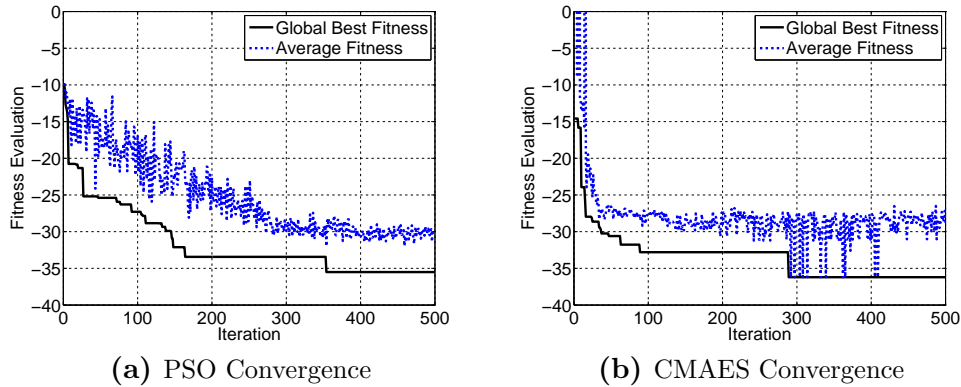 0
−5
−10
−15
−20
−25
−30
−35
−40
Fitness Evaluation
Global Best Fitness
Average Fitness
0 100 200 300 400 500
Iteration
(a) PSO Convergence
0
−5
−10
−15
−20
−25
−30
−35
−40
Fitness Evaluation
Global Best Fitness
Average Fitness
0 100 200 300 400 500
Iteration
(b) CMAES Convergence